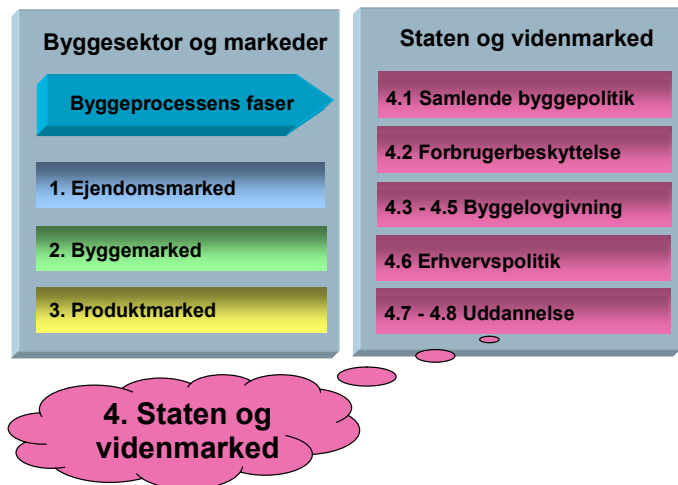 Byggesektor og markeder
Byggeprocessens faser
1. Ejendomsmarked
2. Byggemarked
3. Produktmarked
Staten og videnmarked
4.1 Samlende byggepolitik
4.2 Forbrugerbeskyttelse
4.3 - 4.5 Byggelovgivning
4.6 Erhvervspolitik
4.7 - 4.8 Uddannelse
4. Staten og
videnmarked